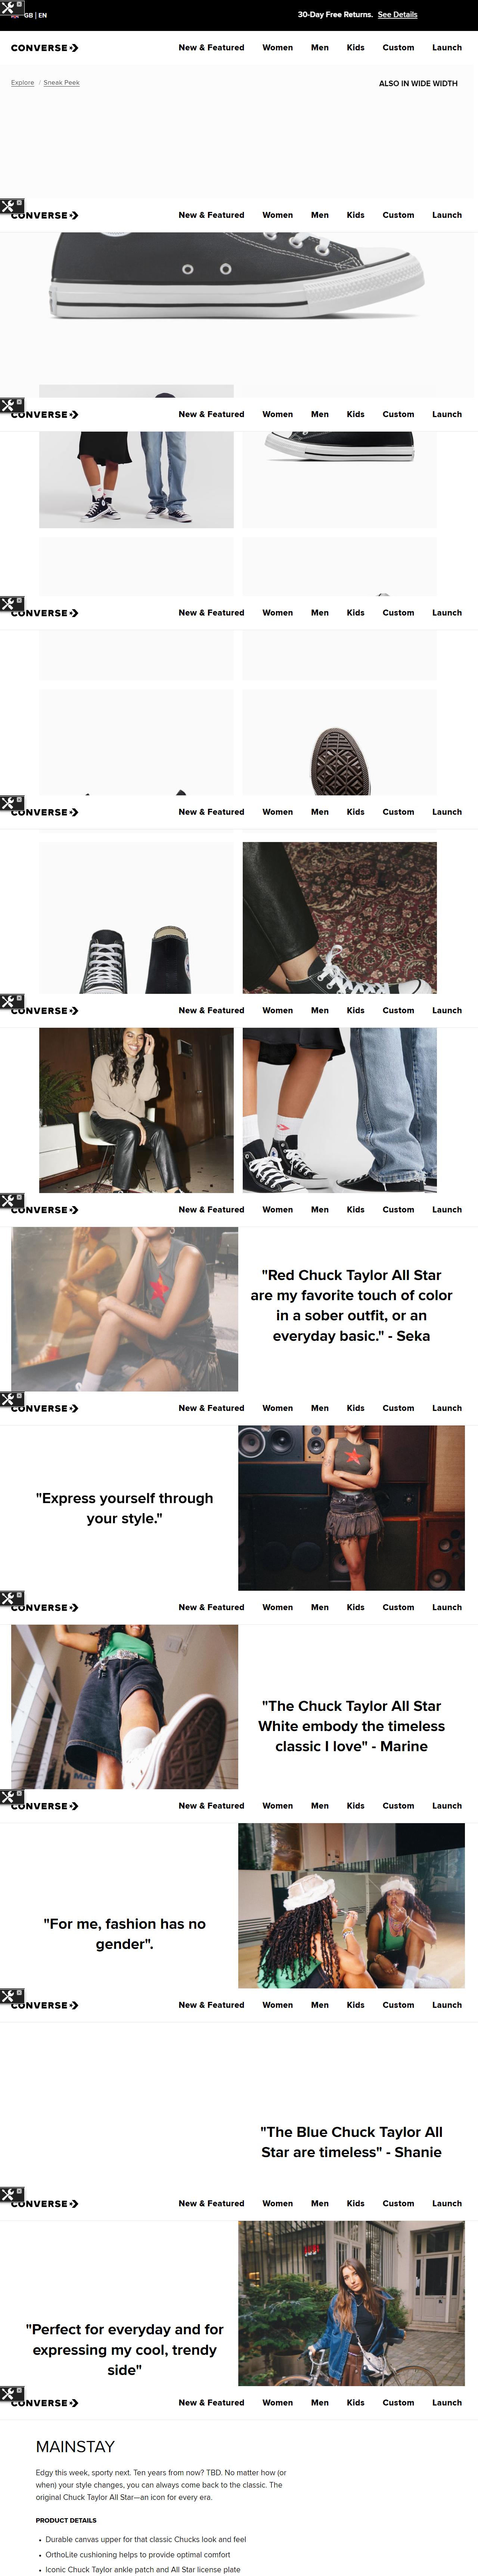 GB | EN
30-Day Free Returns. See Details
CONVERSE
New & Featured Women Men Kids Custom Launch
Explore / Sneak Peek
ALSO IN WIDE WIDTH
CONVERSE
New & Featured Women Men Kids Custom Launch
CONVERSE
New & Featured Women Men Kids Custom Launch
CONVERSE
New & Featured Women Men Kids Custom Launch
CONVERSE
New & Featured Women Men Kids Custom Launch
CONVERSE
New & Featured Women Men Kids Custom Launch
CONVERSE
New & Featured Women Men Kids Custom Launch
"Red Chuck Taylor All Star
are my favorite touch of color
in a sober outfit, or an
everyday basic." - Seka
CONVERSE
New & Featured Women Men Kids Custom Launch
"Express yourself through
your style."
CONVERSE
New & Featured Women Men Kids Custom Launch
"The Chuck Taylor All Star
White embody the timeless
classic I love" - Marine
CONVERSE
New & Featured Women Men Kids Custom Launch
"For me, fashion has no
gender".
CONVERSE
New & Featured Women Men Kids Custom Launch
"The Blue Chuck Taylor All
Star are timeless" - Shanie
CONVERSE
New & Featured Women Men Kids Custom Launch
"Perfect for everyday and for
expressing my cool, trendy
side"
CONVERSE
New & Featured Women Men Kids Custom Launch
MAINSTAY
Edgy this week, sporty next. Ten years from now? TBD. No matter how (or
when) your style changes, you can always come back to the classic. The
original Chuck Taylor All Star—an icon for every era.
PRODUCT DETAILS
• Durable canvas upper for that classic Chucks look and feel
• OrthoLite cushioning helps to provide optimal comfort
• Iconic Chuck Taylor ankle patch and All Star license plate